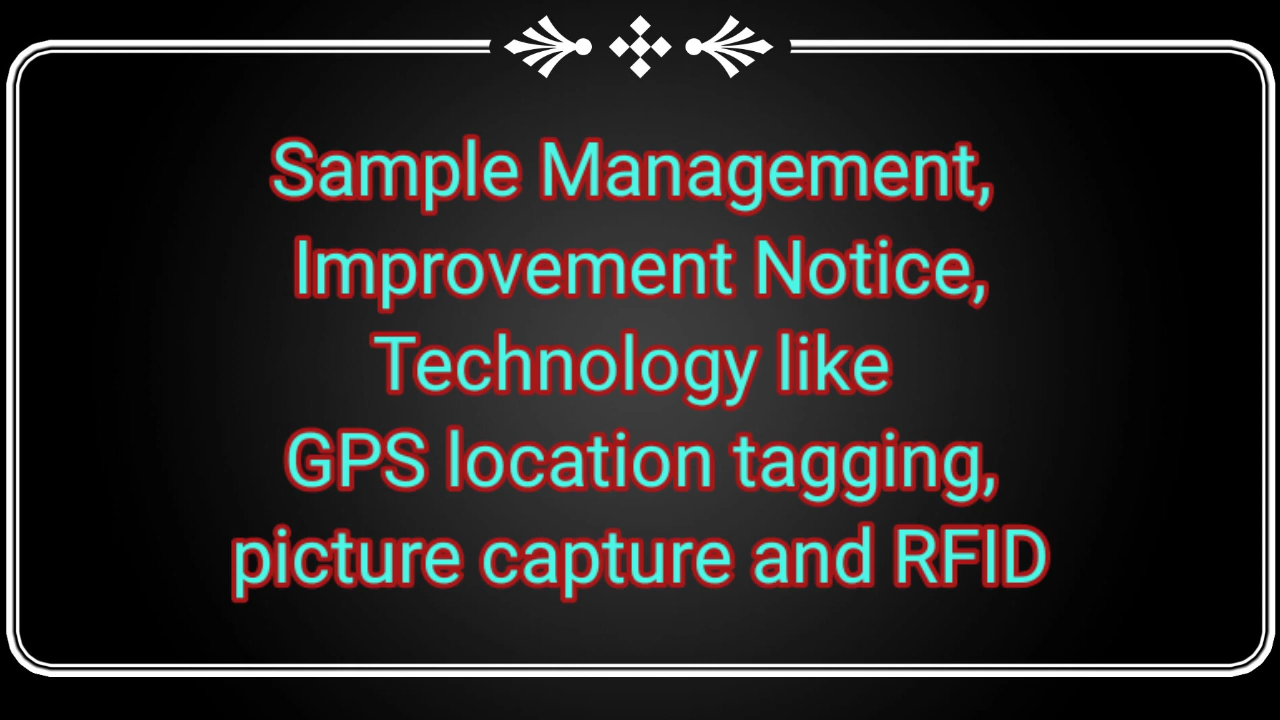 Sample Management,
Improvement Notice,
Technology like
GPS location tagging,
picture capture and RFID